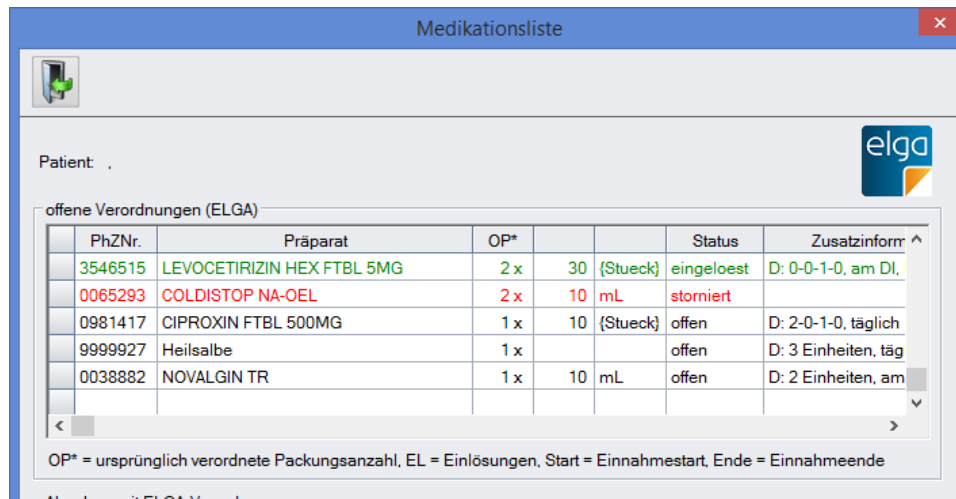 Medikationsliste
elga
Patient: .
offene Verordnungen (ELGA)
PhZNr. Präparat OP* Status Zusatzinform
3546515 LEVOCETIRIZIN HEX FTBL 5MG 2 x 30 {Stueck} eingeloest D: 0-0-1-0, am DI,
0065293 COLDISTOP NA-OEL 2 x 10 mL storniert
0981417 CIPROXIN FTBL 500MG 1 x 10 {Stueck} offen D: 2-0-1-0, täglich
9999927 Heilsalbe 1 x offen D: 3 Einheiten, täg
0038882 NOVALGIN TR 1 x 10 mL offen D: 2 Einheiten, am
OP* = ursprünglich verordnete Packungsanzahl, EL = Einlösungen, Start = Einnahmestart, Ende = Einnahmeende